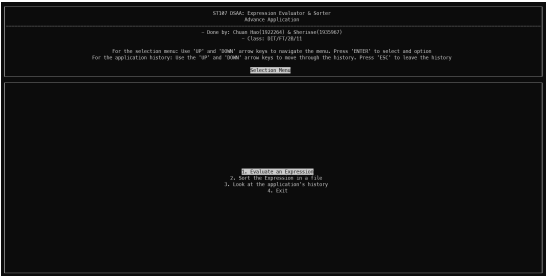 ST107 DSAA: Expression Evaluator & Sorter
Advance Application
- Done by: Chuan Hao(1922264) & Sherisse(1935967)
- Class: DIT/FT/2B/11
For the selection menu: Use 'UP' and 'DOWN' arrow keys to navigate the menu. Press 'ENTER' to select and option
For the application history: Use the "UP' and 'DOWN' arrow keys to move through the history. Press 'ESC' to leave the history
Selection Menu
1. Evaluate an Expression
2. Sort the Expression in a file
3. Look at the application's history
4. Exit